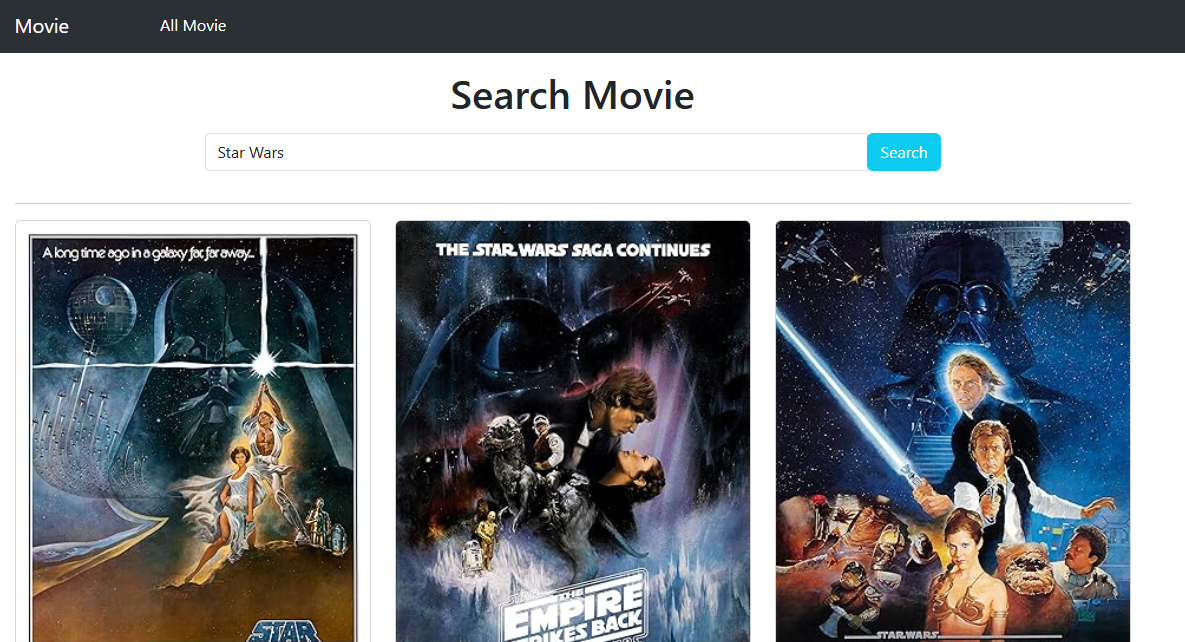 Movie
All Movie
Search Movie
Star Wars
Search
A long time ago in a galaxy far, far away...
STAR
THE STAR WARS SAGA CONTINUES
THE
EMPIRE
STRIKES BACK
STAR WARS